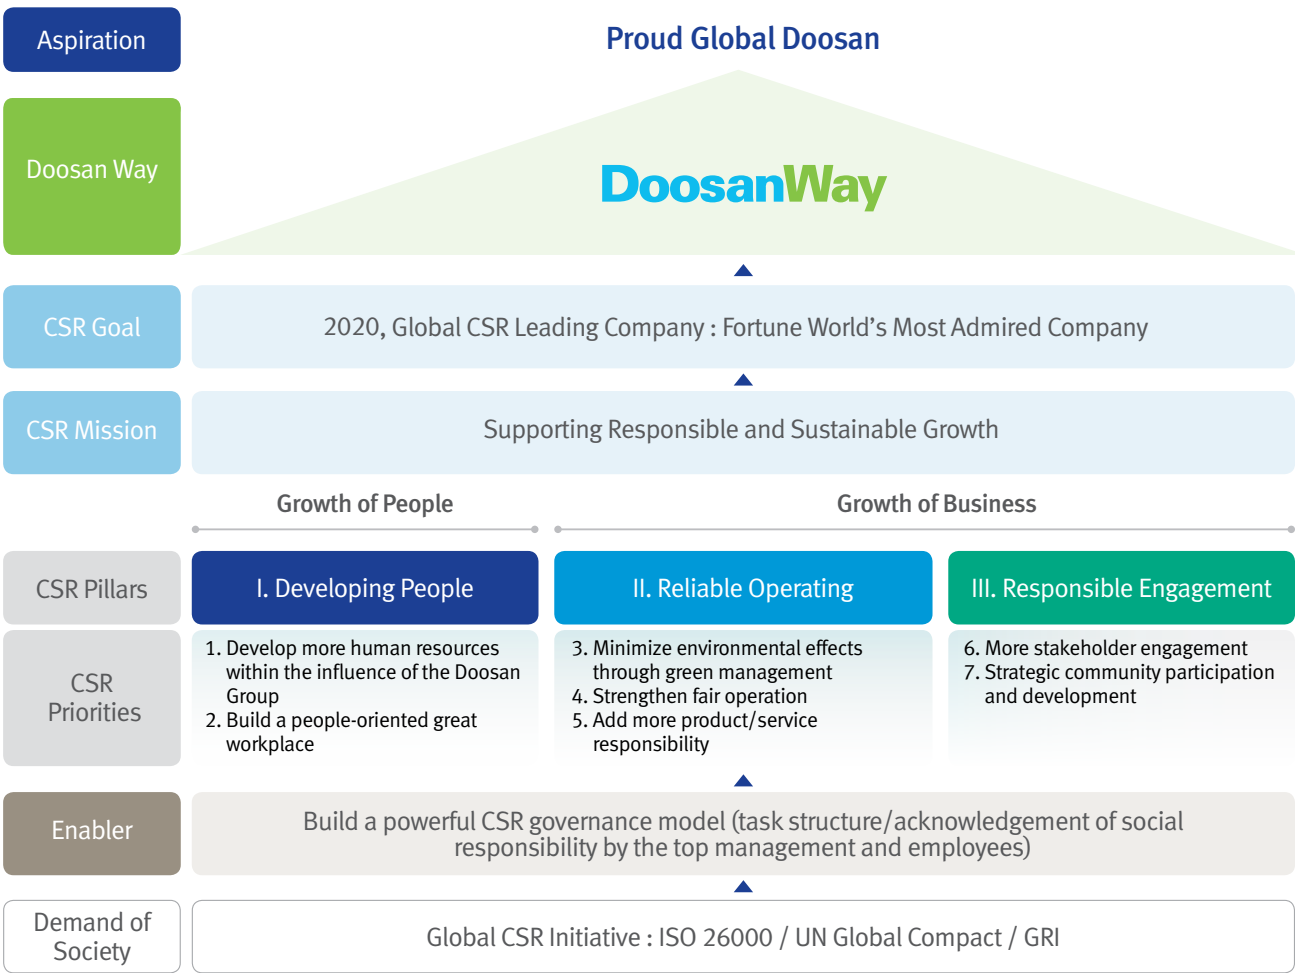 Aspiration
Proud Global Doosan
Doosan Way
DoosanWay
CSR Goal
2020, Global CSR Leading Company : Fortune World’s Most Admired Company
CSR Mission
Supporting Responsible and Sustainable Growth
Growth of People
Growth of Business
CSR Pillars
I. Developing People
II. Reliable Operating
III. Responsible Engagement
CSR
Priorities
1. Develop more human resources
within the influence of the Doosan
Group
2. Build a people-oriented great
workplace
3. Minimize environmental effects
through green management
4. Strengthen fair operation
5. Add more product/service
responsibility
6. More stakeholder engagement
7. Strategic community participation
and development
Enabler
Build a powerful CSR governance model (task structure/acknowledgement of social
responsibility by the top management and employees)
Demand of
Society
Global CSR Initiative : ISO 26000 / UN Global Compact / GRI